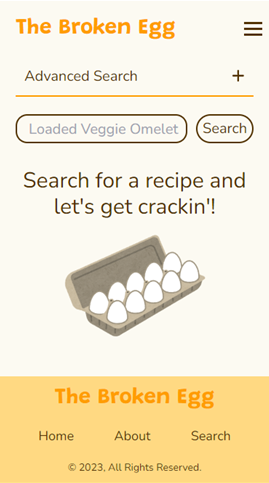 The Broken Egg
Advanced Search +
Loaded Veggie Omelet Search
Search for a recipe and
let's get crackin'!
The Broken Egg
Home About Search
© 2023, All Rights Reserved.